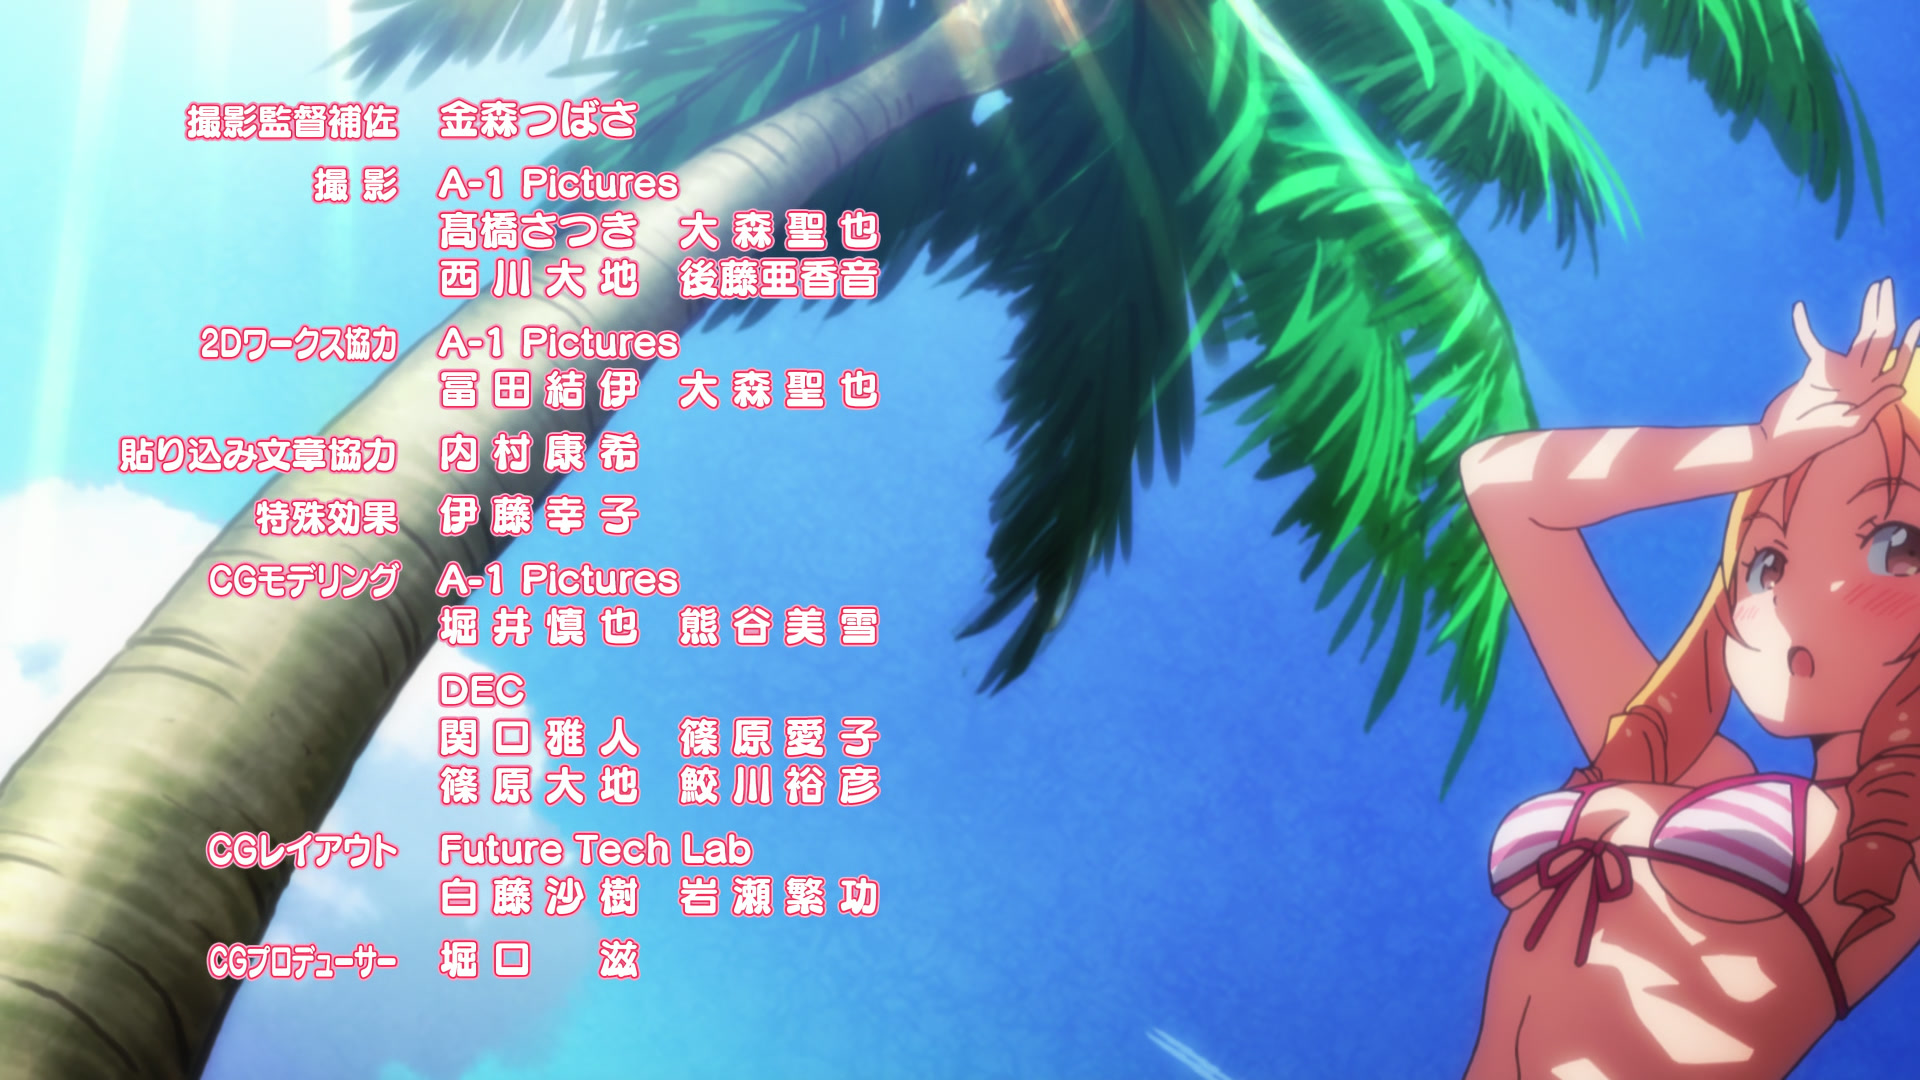 撮影監督補佐 金森つばさ
撮影 A-1 Pictures
髙橋さつき 大森聖也
西川大地 後藤亜香音
2Dワークス協力 A-1 Pictures
冨田結伊 大森聖也
貼り込み文章協力 内村康希
特殊効果 伊藤幸子
CGモデリング A-1 Pictures
堀井慎也 熊谷美雪
DEC
関口雅人 篠原愛子
篠原大地 鮫川裕彦
CGレイアウト Future Tech Lab
白藤沙樹 岩瀬繁功
CGプロデューサー 堀口 滋